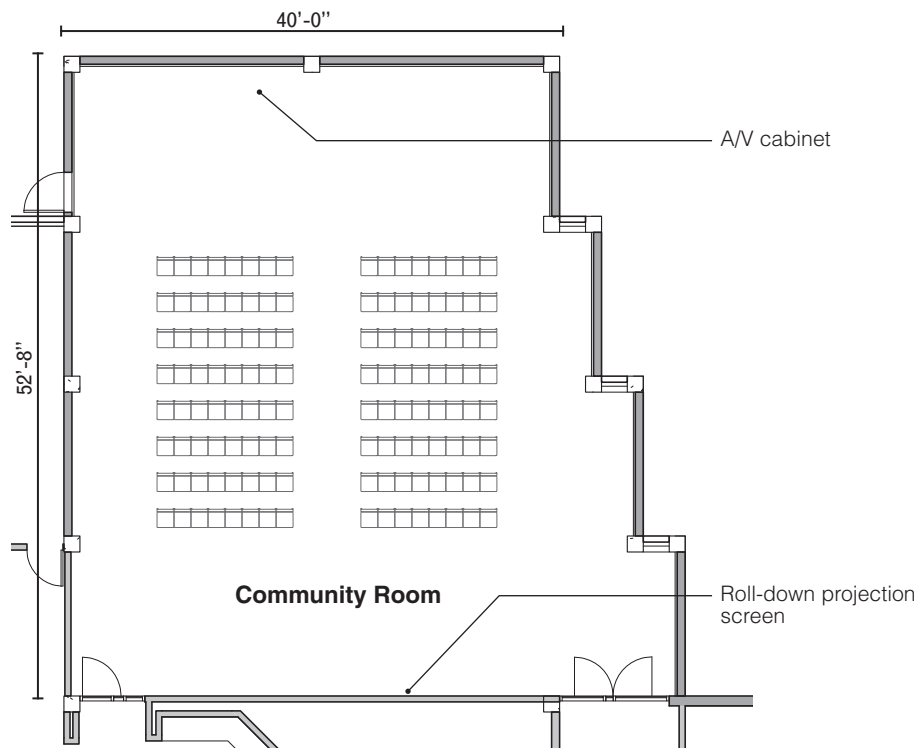 40’-0’’
A/V cabinet
52’-8’’
Community Room
Roll-down projection
screen